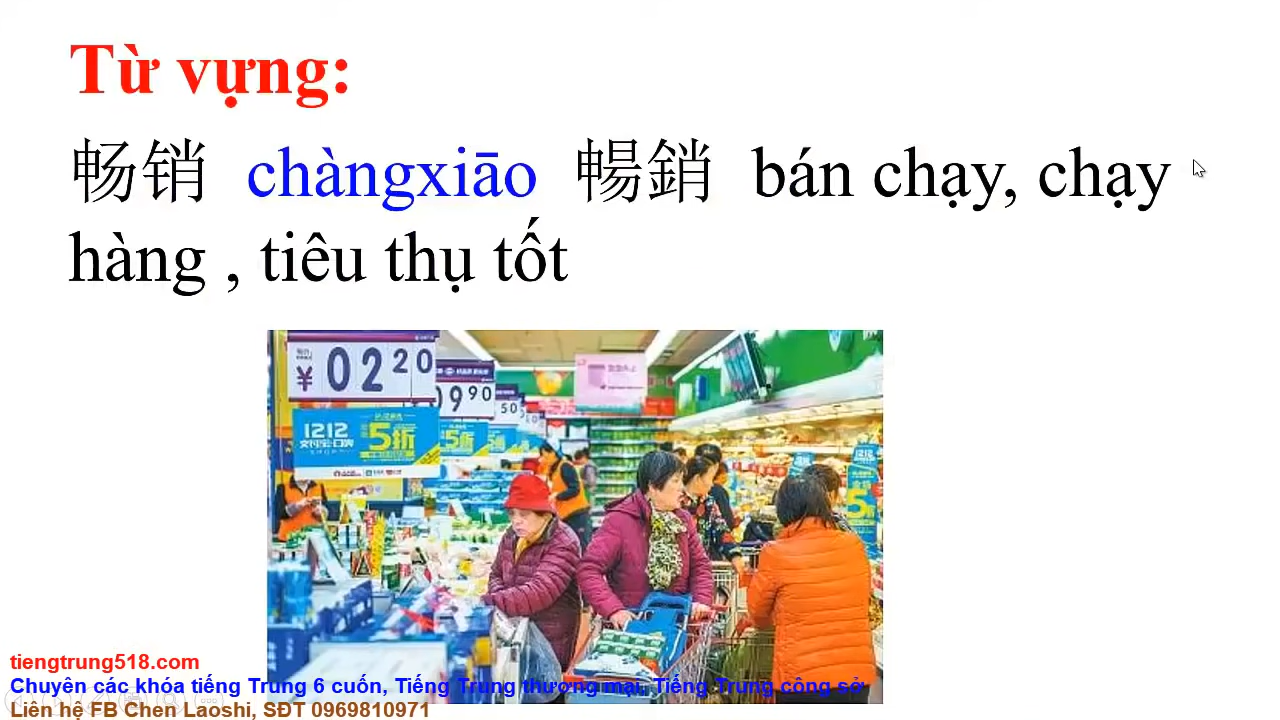 Từ vựng:
畅销 chàngxiāo 暢銷 bán chạy, chạy
hàng , tiêu thụ tốt
¥ 02 20
9 90
50
1212
5折
5折
tiengtrung518.com
Chuyên các khóa tiếng Trung 6 cuốn, Tiếng Trung thương mại, Tiếng Trung công sở
Liên hệ FB Chen Laoshi, SĐT 0969810971